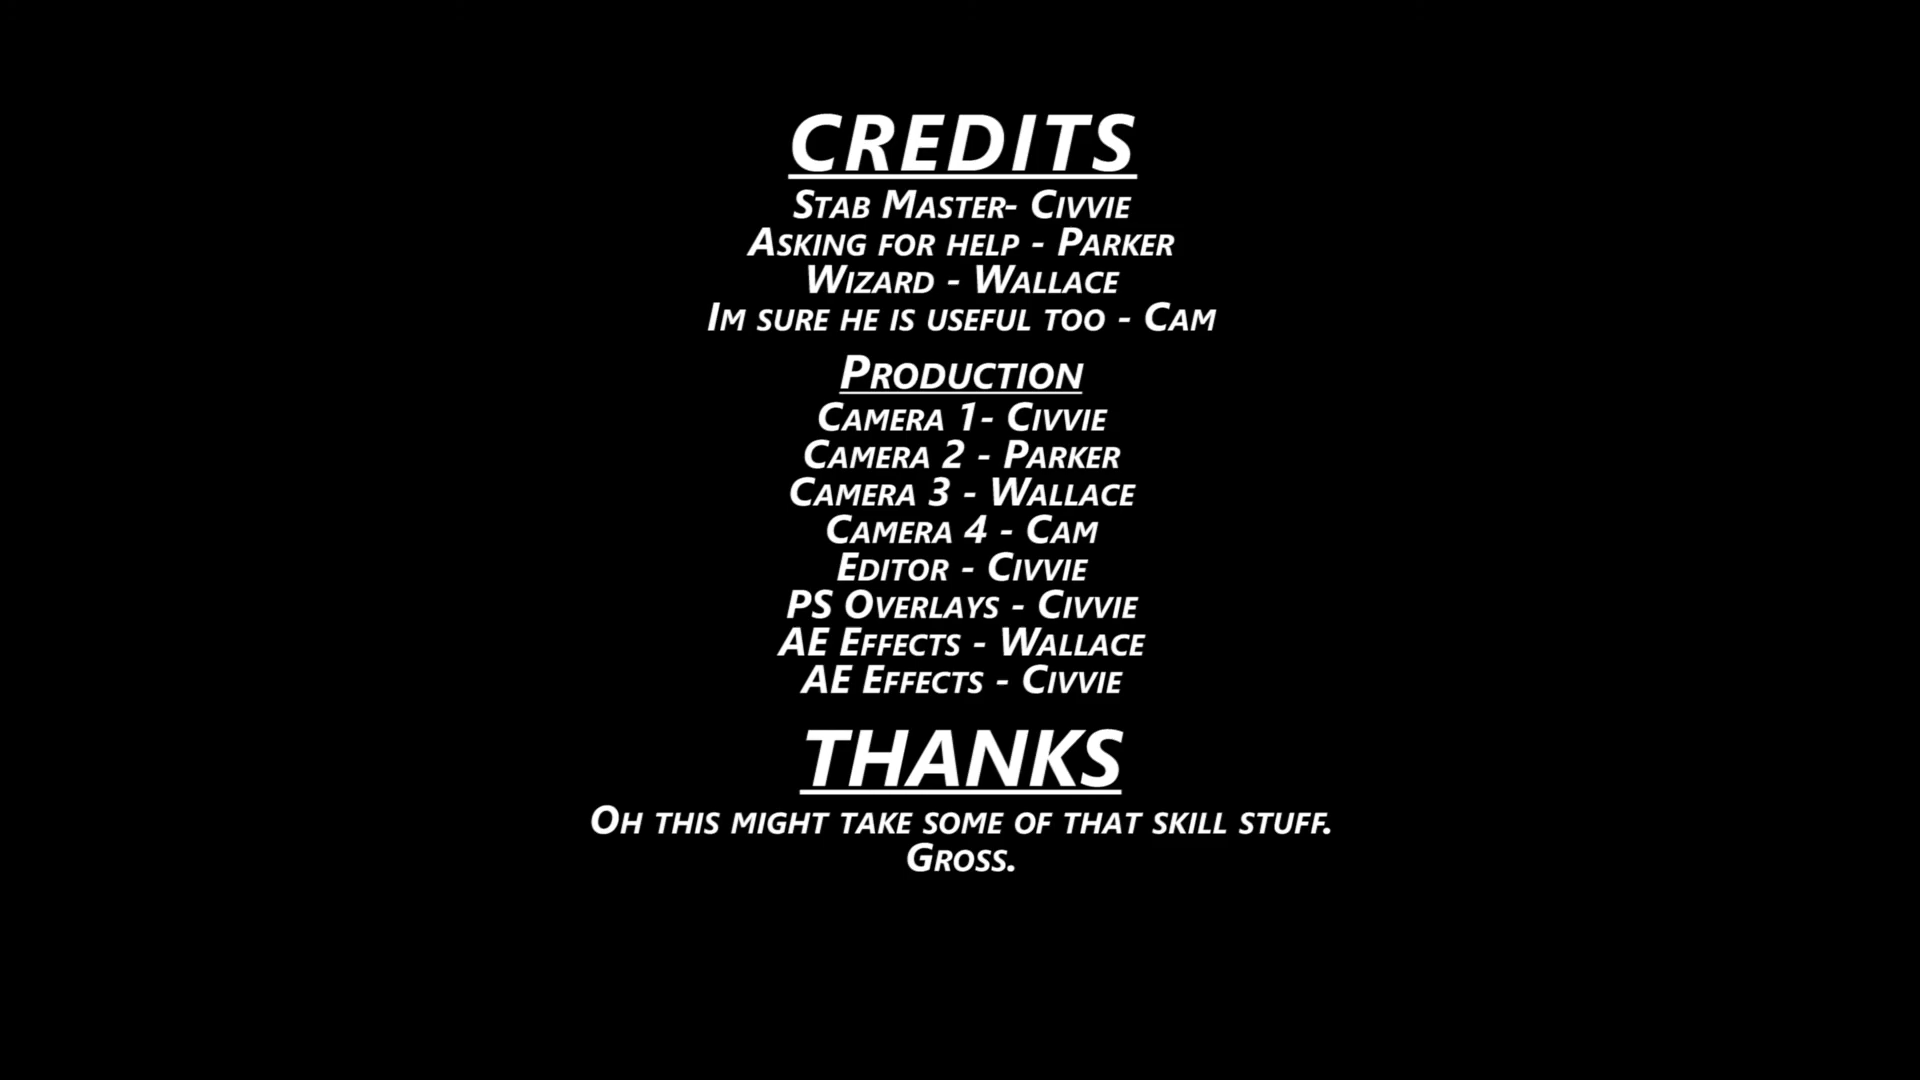 CREDITS
Stab Master- Civvie
Asking for help - Parker
Wizard - Wallace
Im sure he is useful too - Cam
Production
Camera 1- Civvie
Camera 2 - Parker
Camera 3 - Wallace
Camera 4 - Cam
Editor - Civvie
PS Overlays - Civvie
AE Effects - Wallace
AE Effects - Civvie
THANKS
Oh this might take some of that skill stuff.
Gross.